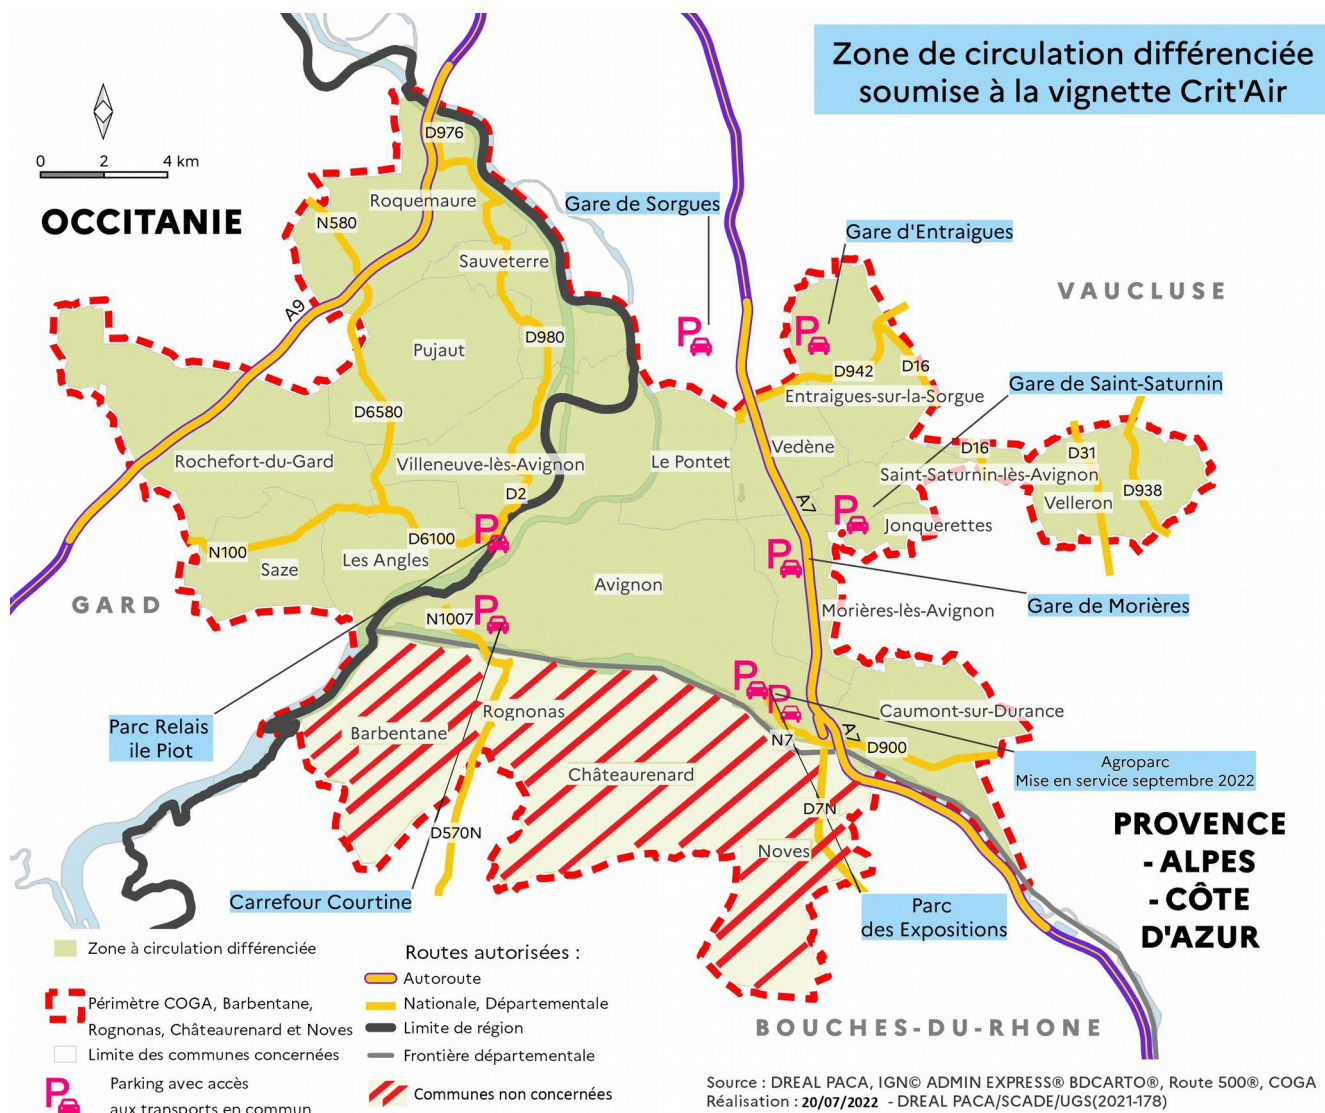 Zone de circulation différenciée
soumise à la vignette Crit'Air
0 2 4 km
OCCITANIE
D976
Roquemaure
N580
Gare de Sorgues
Gare d'Entraigues
Sauveterre
VAUCLUSE
A9
P
P
D980
Pujaut
D942
D16
Gare de Saint-Saturnin
Entraigues-sur-la-Sorgue
D6580
Vedène
D16
D31
Rochefort-du-Gard
Villeneuve-lès-Avignon
Le Pontet
Saint-Saturnin-lès-Avignon
D2
A7
Velleron
D938
P
P
Jonquerettes
D6100
N100
Les Angles
Saze
P
Avignon
GARD
P
N1007
Morières-lès-Avignon
Gare de Morières
P
P
Parc Relais
ile Piot
Rognonas
Barbentane
Caumont-sur-Durance
N7
A7
D900
Agroparc
Mise en service septembre 2022
Châteaurenard
D7N
D570N
Noves
PROVENCE
- ALPES
- CÔTE
D'AZUR
Carrefour Courtine
Parc
des Expositions
Zone à circulation différenciée
Périmètre COGA, Barbentane,
Rognonas, Châteaurenard et Noves
Limite des communes concernées
P
Parking avec accès
aux transports en commun
Routes autorisées :
Autoroute
Nationale, Départementale
Limite de région
Frontière départementale
Communes non concernées
BOUCHES-DU-RHONE
Source : DREAL PACA, IGN© ADMIN EXPRESS® BDCARTO®, Route 500®, COGA
Réalisation : 20/07/2022 - DREAL PACA/SCADE/UGS(2021-178)